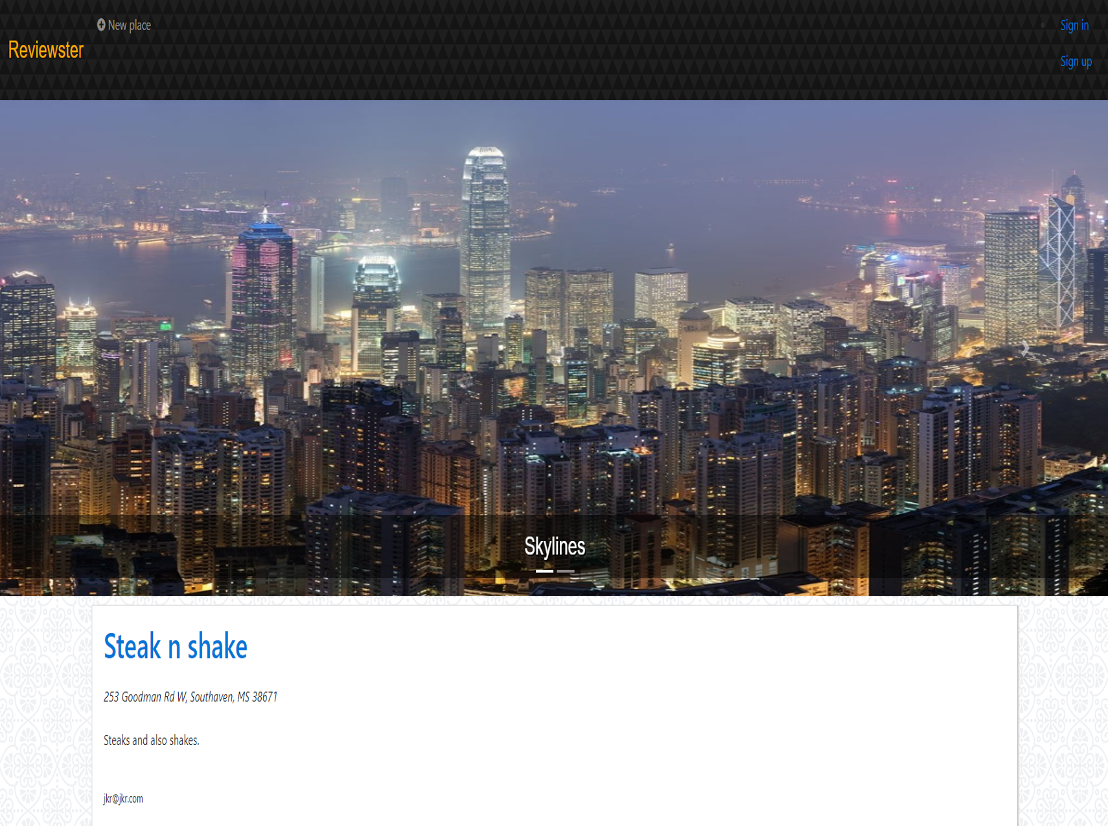 New place
Sign in
Reviewster
Sign up
Skylines
Steak n shake
253 Goodman Rd W, Southaven, MS 38671
Steaks and also shakes.
jkr@jkr.com